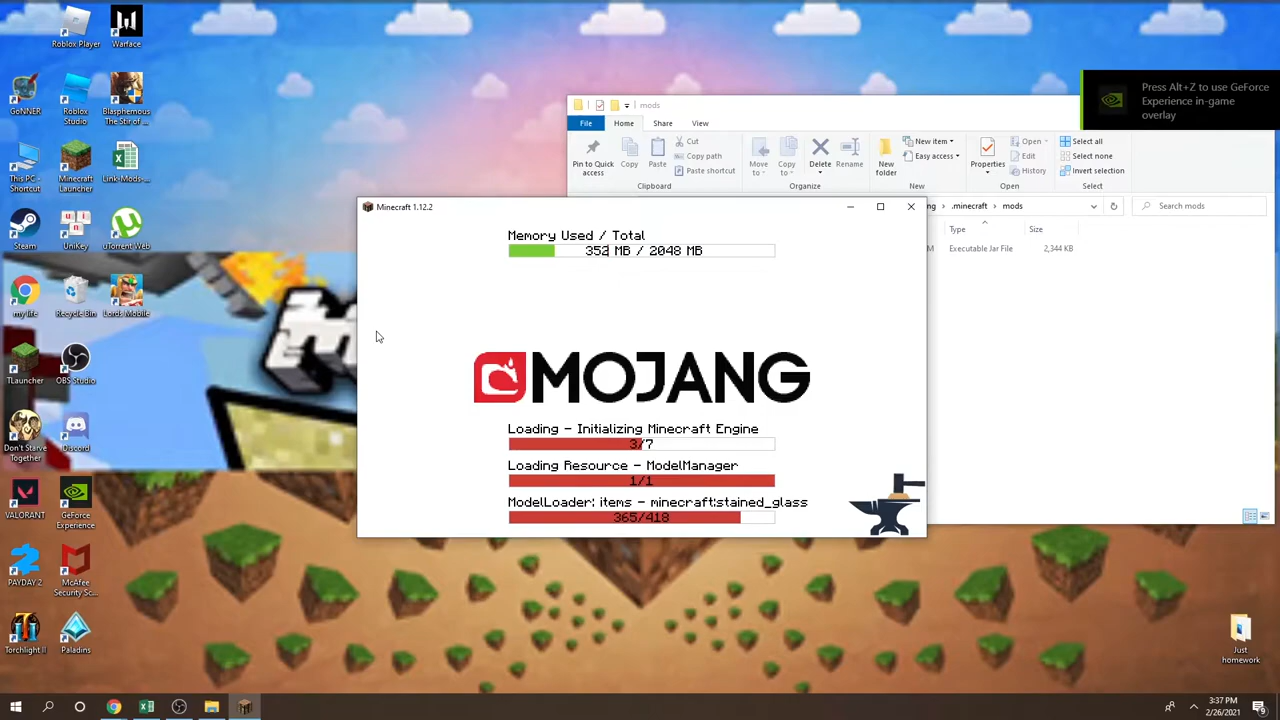 Roblox Player
Warface
GoNNER
Roblox Studio
Blasphemous The Stir of ...
This PC - Shortcut
Minecraft Launcher
Link-Mods-...
Steam
UniKey
uTorrent Web
my life
Recycle Bin
Lords Mobile
TLauncher
OBS Studio
Don't Starve Together
Discord
VALORANT
GeForce Experience
PAYDAY 2
McAfee Security Sc...
Torchlight II
Paladins
mods
File
Home
Share
View
Pin to Quick access
Copy
Paste
Cut
Copy path
Paste shortcut
Clipboard
Move to
Copy to
Delete
Rename
Organize
New folder
New item
Easy access
New
Properties
Open
Edit
History
Open
Select all
Select none
Invert selection
Select
.minecraft
mods
Search mods
Type
Size
Executable Jar File
2,344 KB
Press Alt+Z to use GeForce
Experience in-game
overlay
Minecraft 1.12.2
Memory Used / Total
352 MB / 2048 MB
MOJANG
Loading - Initializing Minecraft Engine
3/7
Loading Resource - ModelManager
1/1
ModelLoader: items - minecraft:stained_glass
365/418
Just homework
3:37 PM
2/26/2021
9